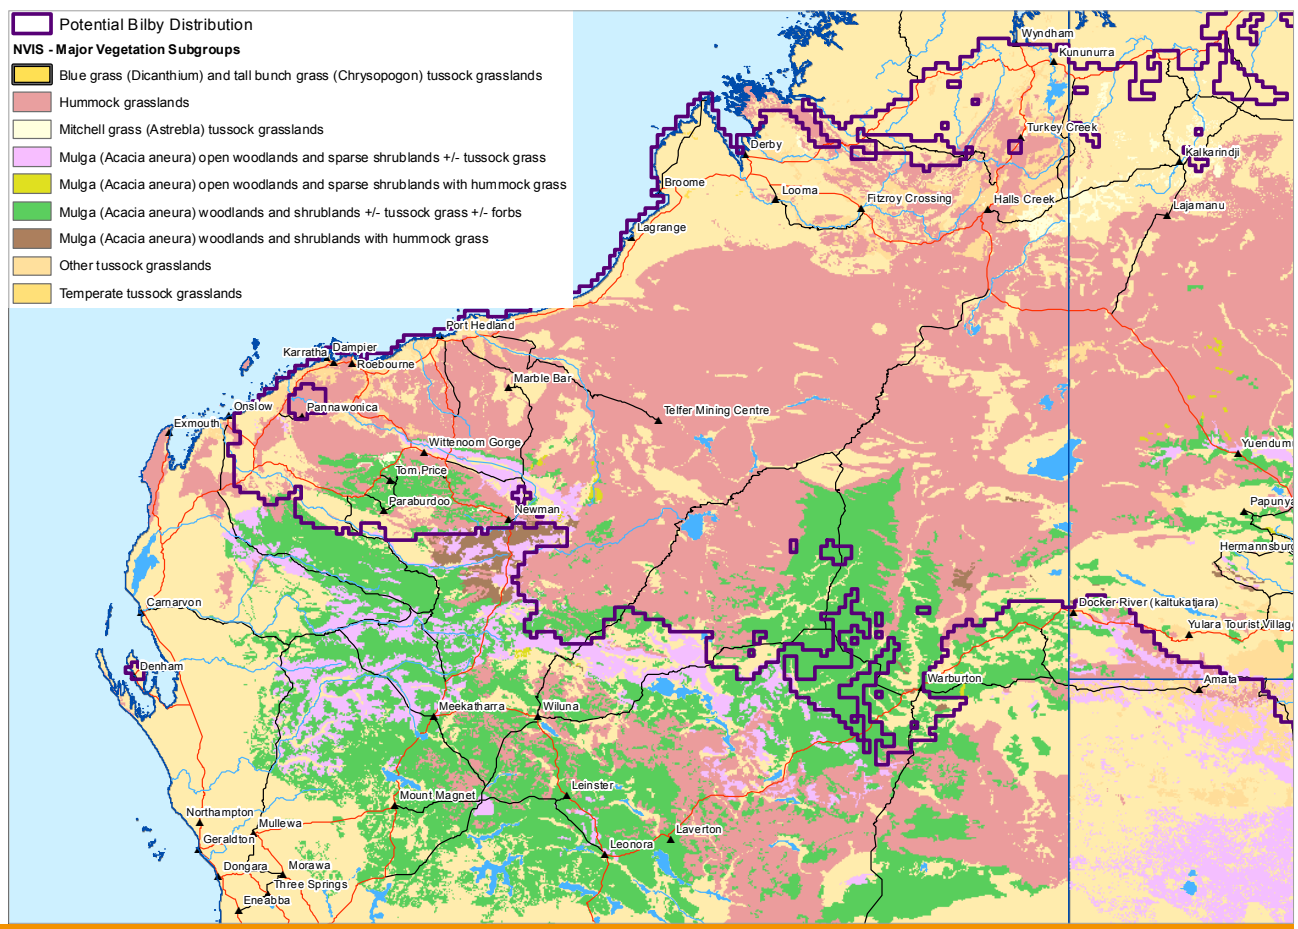 Potential Bilby Distribution
NVIS - Major Vegetation Subgroups
Blue grass (Dicanthium) and tall bunch grass (Chrysopogon) tussock grasslands
Hummock grasslands
Mitchell grass (Astrebla) tussock grasslands
Mulga (Acacia aneura) open woodlands and sparse shrublands +/- tussock grass
Mulga (Acacia aneura) open woodlands and sparse shrublands with hummock grass
Mulga (Acacia aneura) woodlands and shrublands +/- tussock grass +/- forbs
Mulga (Acacia aneura) woodlands and shrublands with hummock grass
Other tussock grasslands
Temperate tussock grasslands
Wyndham
Kununurra
Turkey Creek
Derby
Kalkarindji
Broome
Looma
Fitzroy Crossing
Halls Creek
Lajamanu
Lagrange
Port Hedland
Karratha
Dampier
Roebourne
Marble Bar
Onslow
Pannawonica
Telfer Mining Centre
Exmouth
Wittenoom Gorge
Yuendum
Tom Price
Paraburdoo
Newman
Papunya
Hermannsburg
Carnarvon
Docker River (kaltukatjara)
Yulara Tourist Village
Denham
Warburton
Amata
Meekatharra
Wiluna
Leinster
Mount Magnet
Northampton
Mullewa
Laverton
Geraldton
Leonora
Dongara
Morawa
Three Springs
Eneabba